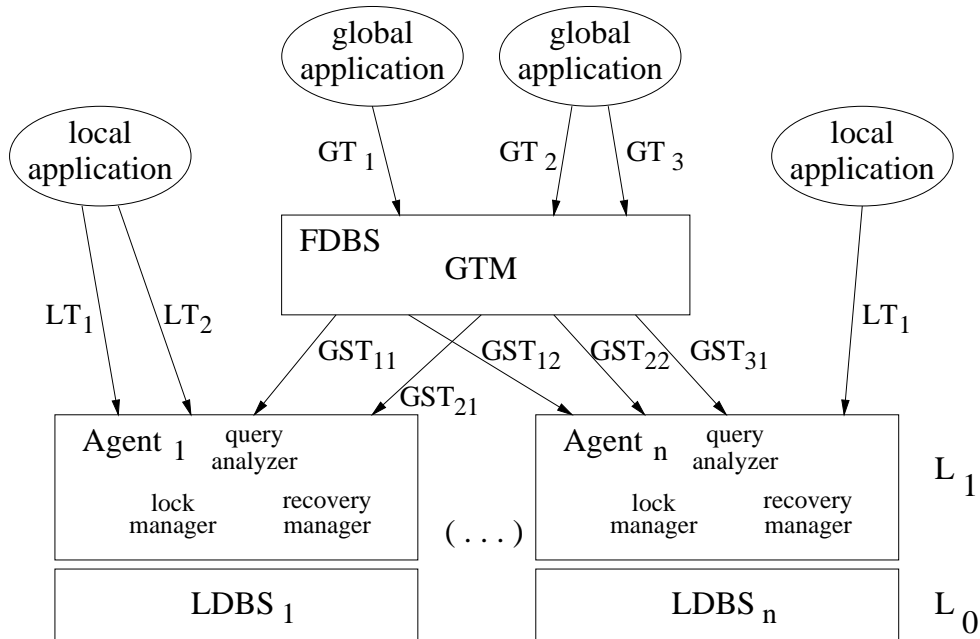 global
application
global
application
local
application
local
application
GT 1
GT 2
GT 3
FDBS
GTM
LT1
LT2
GST11
GST12
GST22
GST31
LT1
GST21
Agent 1
query
analyzer
lock
manager
recovery
manager
Agent n
query
analyzer
lock
manager
recovery
manager
L 1
( . . . )
LDBS 1
LDBS n
L 0